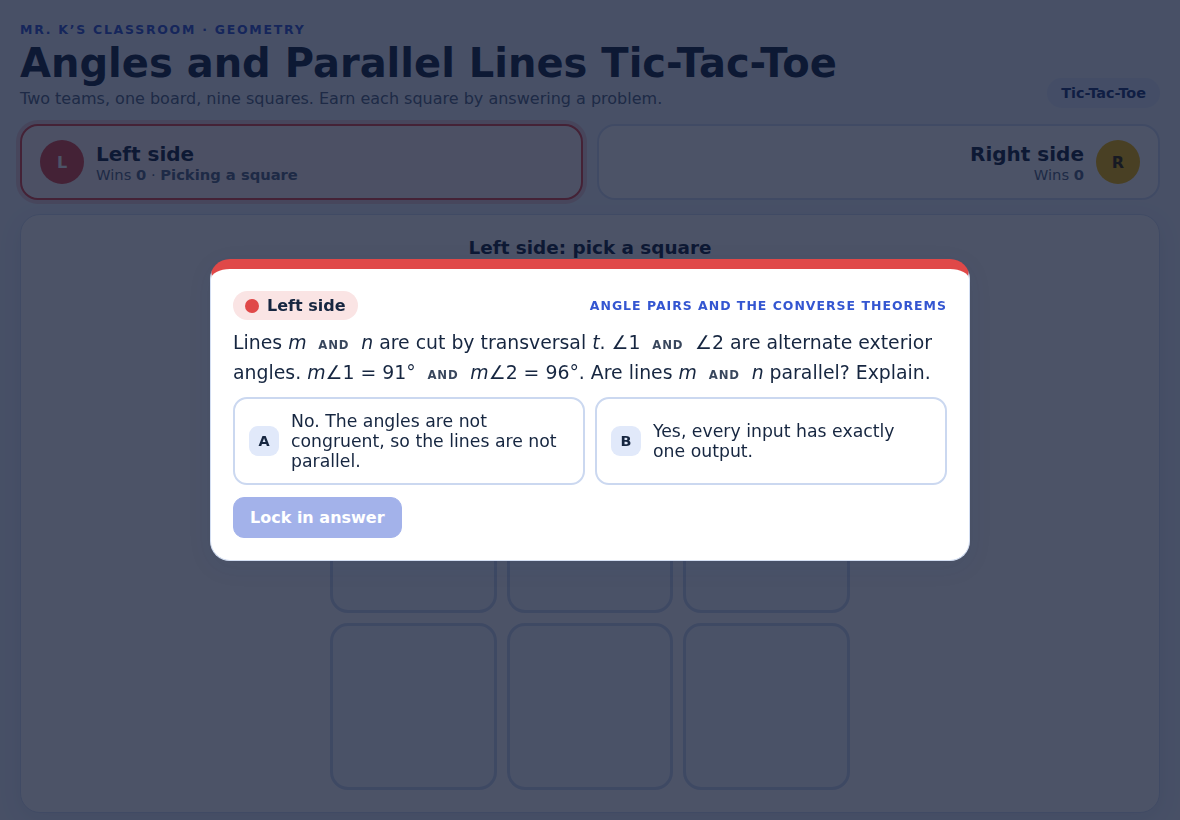 MR. K’S CLASSROOM · GEOMETRY
Angles and Parallel Lines Tic-Tac-Toe
Two teams, one board, nine squares. Earn each square by answering a problem.
Tic-Tac-Toe
L
Left side
Wins 0 · Picking a square
Right side
Wins 0
R
Left side: pick a square
Left side
ANGLE PAIRS AND THE CONVERSE THEOREMS
Lines m AND n are cut by transversal t. ∠1 AND ∠2 are alternate exterior
angles. m∠1 = 91° AND m∠2 = 96°. Are lines m AND n parallel? Explain.
A
No. The angles are not
congruent, so the lines are not
parallel.
B
Yes, every input has exactly
one output.
Lock in answer